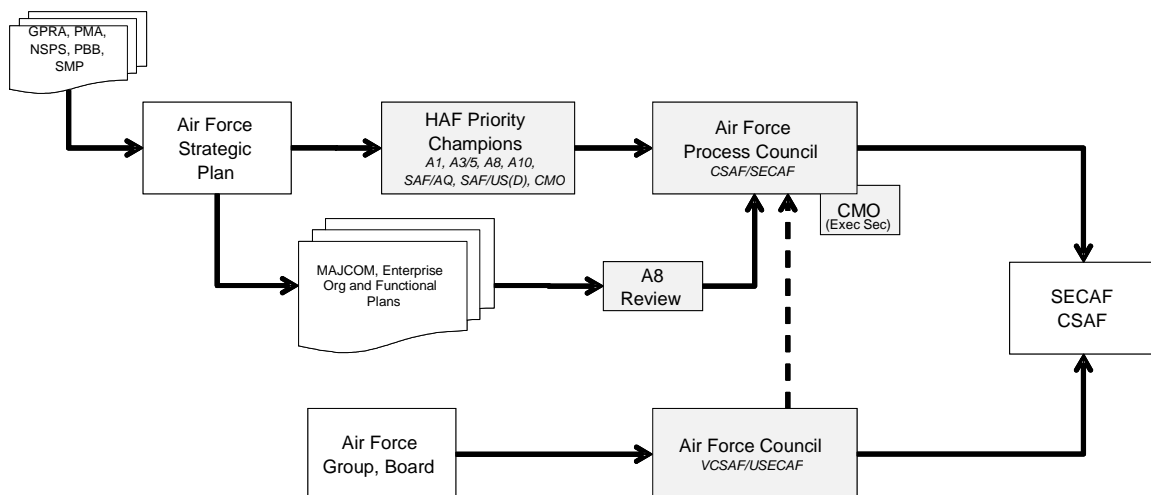 GPRA, PMA,
NSPS, PBB,
SMP
Air Force
Strategic
Plan
HAF Priority
Champions
A1, A3/5, A8, A10,
SAF/AQ, SAF/US(D), CMO
Air Force
Process Council
CSAF/SECAF
CMO
(Exec Sec)
MAJCOM, Enterprise
Org and Functional
Plans
A8
Review
SECAF
CSAF
Air Force
Group, Board
Air Force Council
VCSAF/USECAF